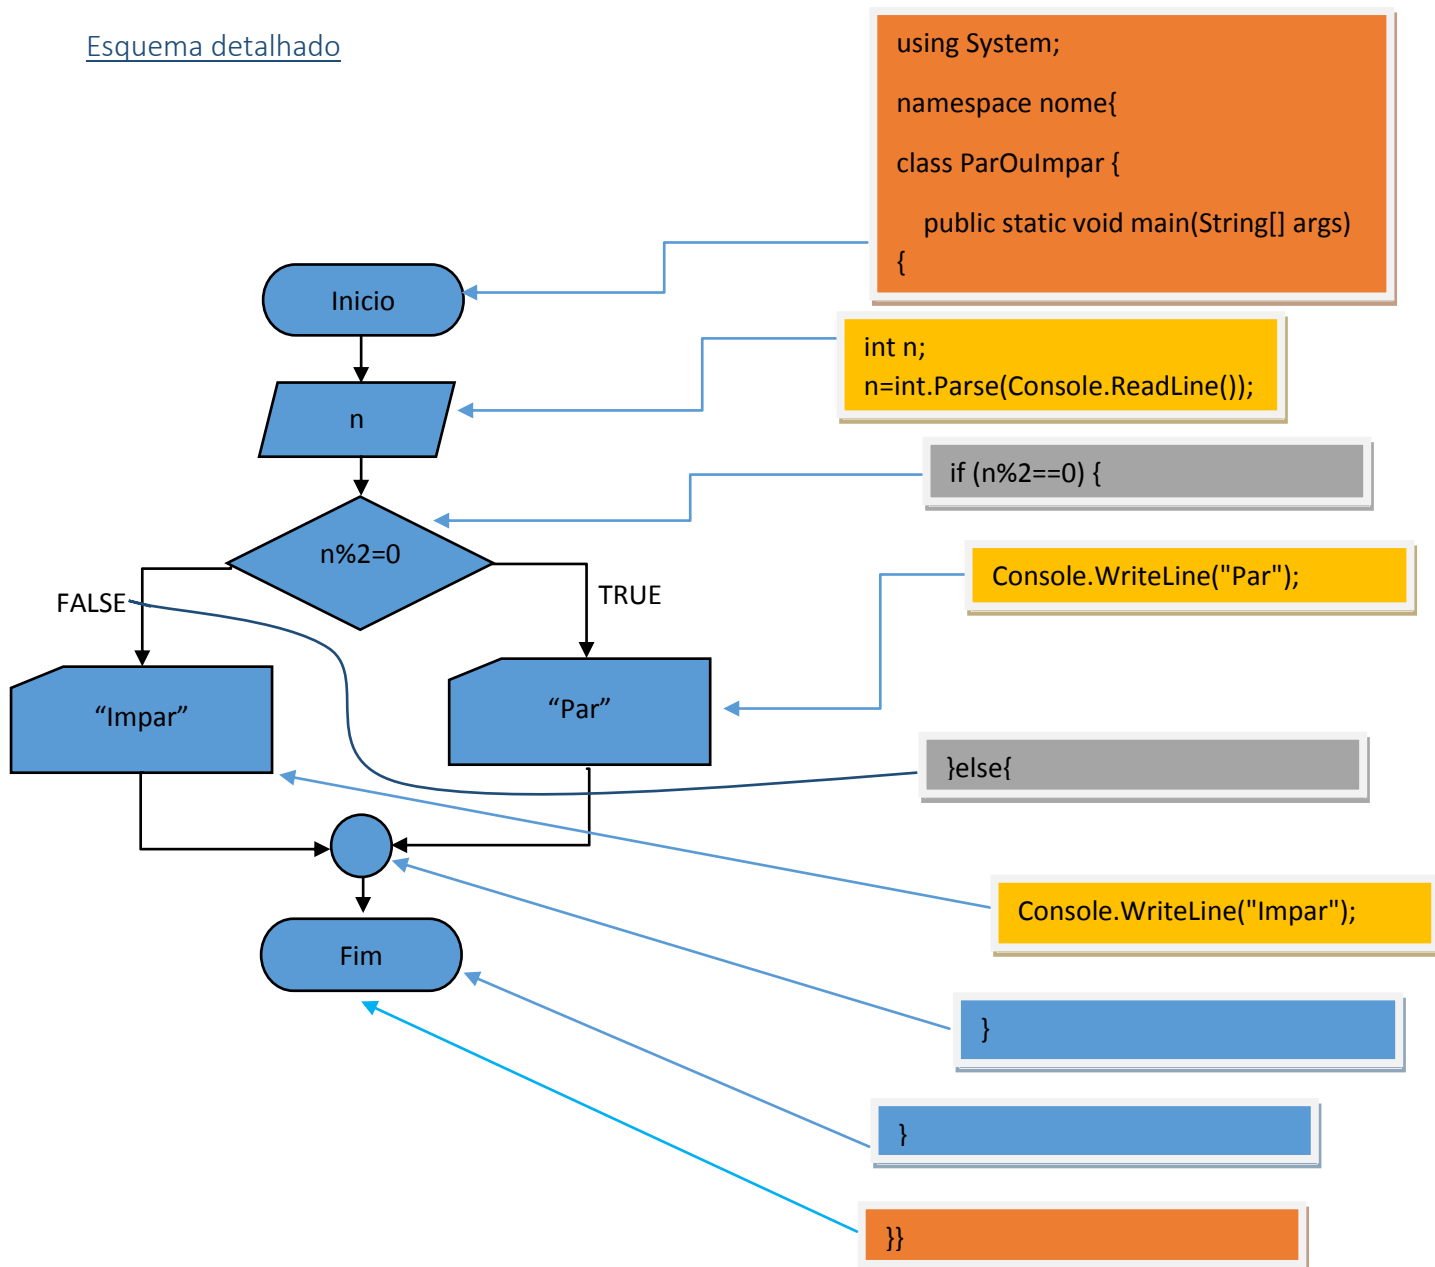 Esquema detalhado
using System;
namespace nome{
class ParOuImpar {
public static void main(String[] args)
{
Inicio
int n;
n=int.Parse(Console.ReadLine());
n
if (n%2==0) {
n%2=0
Console.WriteLine("Par");
FALSE
TRUE
“Impar”
“Par”
}else{
Console.WriteLine("Impar");
Fim
}
}
}}